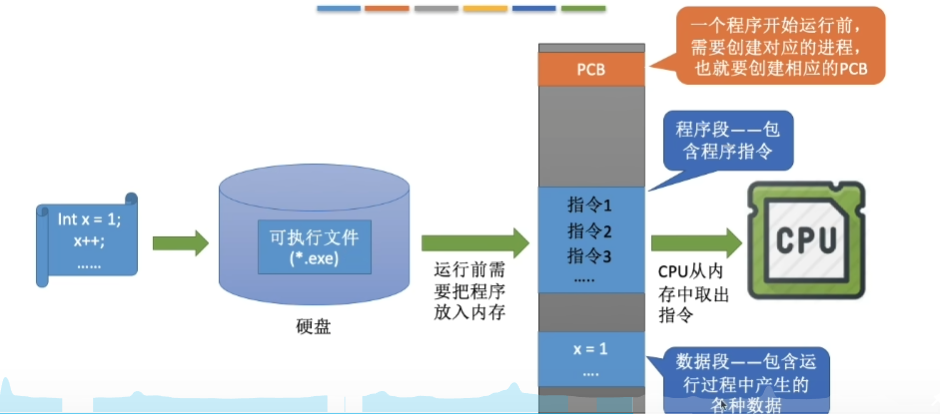 Int x = 1;
x++;
......
可执行文件
(*.exe)
硬盘
运行前需
要把程序
放入内存
PCB
一个程序开始运行前，
需要创建对应的进程，
也就要创建相应的PCB
程序段——包
含程序指令
指令1
指令2
指令3
.....
CPU从内
存中取出
指令
CPU
x = 1
....
数据段——包含运
行过程中产生的
各种数据